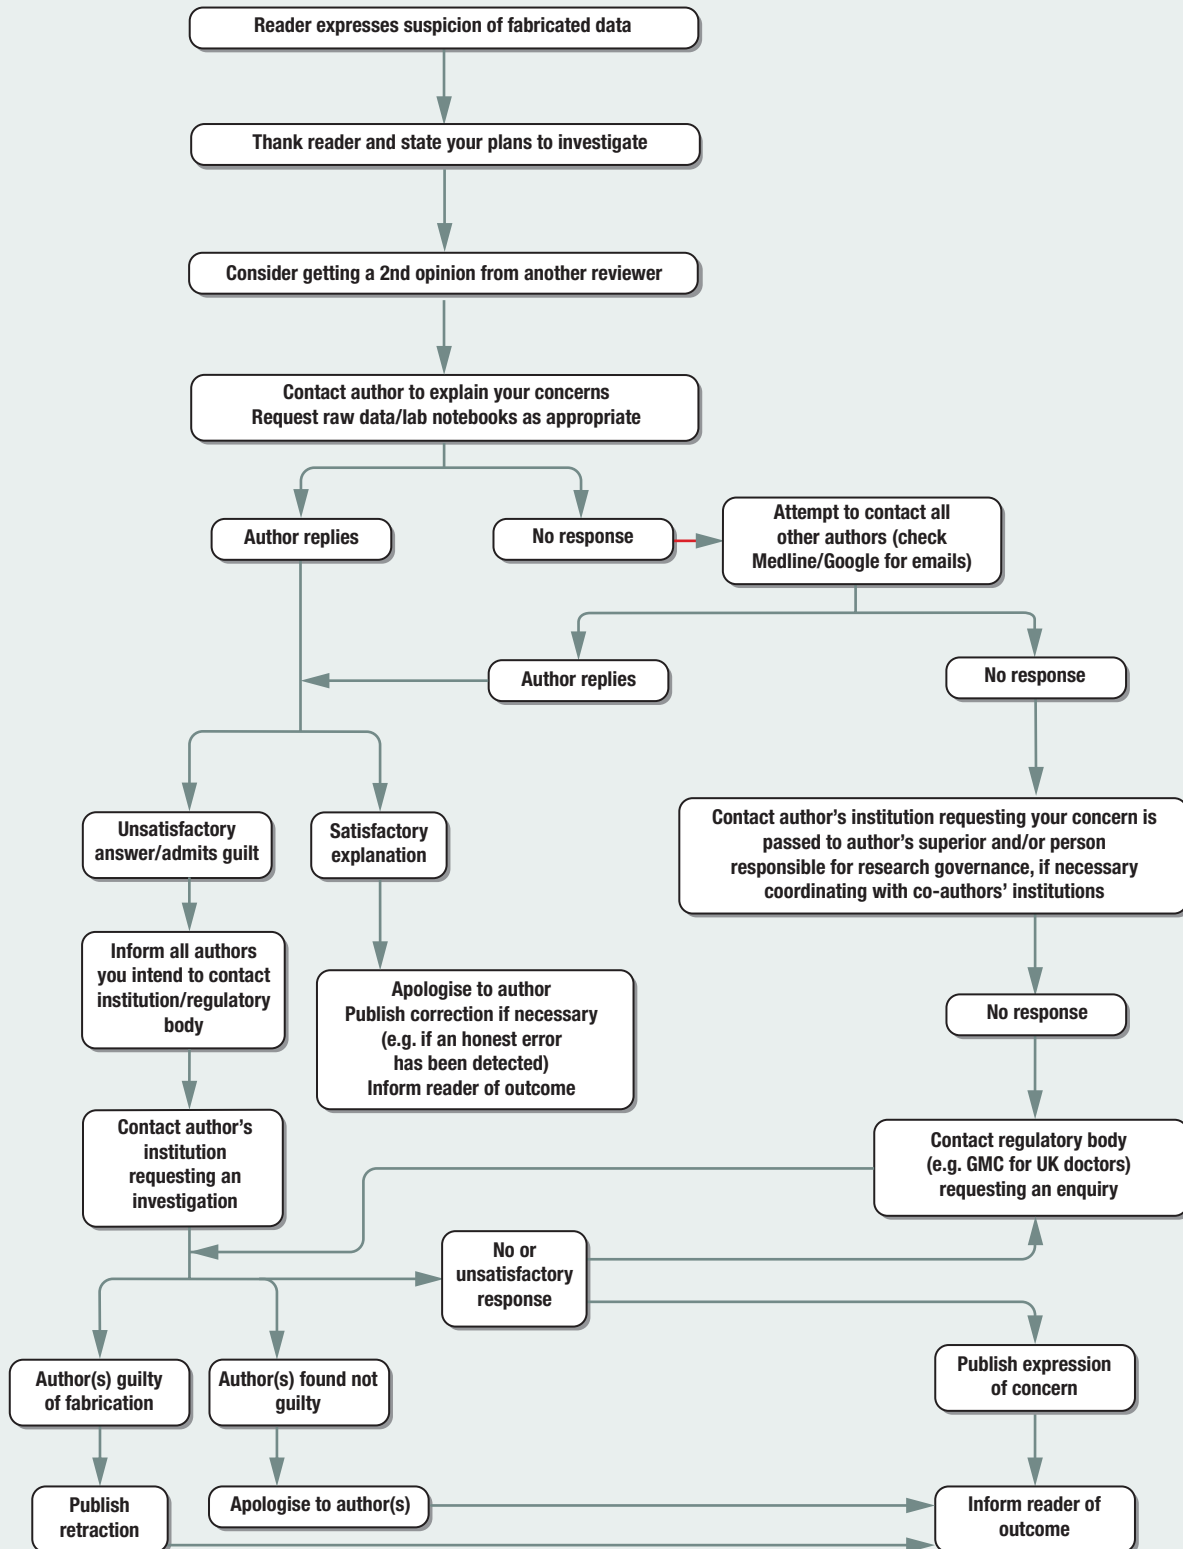 Reader expresses suspicion of fabricated data
Thank reader and state your plans to investigate
Consider getting a 2nd opinion from another reviewer
Contact author to explain your concerns
Request raw data/lab notebooks as appropriate
Author replies
No response
Attempt to contact all
other authors (check
Medline/Google for emails)
Author replies
No response
Unsatisfactory
answer/admits guilt
Satisfactory
explanation
Contact author's institution requesting your concern is
passed to author's superior and/or person
responsible for research governance, if necessary
coordinating with co-authors' institutions
Inform all authors
you intend to contact
institution/regulatory
body
Apologise to author
Publish correction if necessary
(e.g. if an honest error
has been detected)
Inform reader of outcome
No response
Contact author's
institution
requesting an
investigation
Contact regulatory body
(e.g. GMC for UK doctors)
requesting an enquiry
No or
unsatisfactory
response
Author(s) guilty
of fabrication
Author(s) found not
guilty
Publish expression
of concern
Publish
retraction
Apologise to author(s)
Inform reader of
outcome